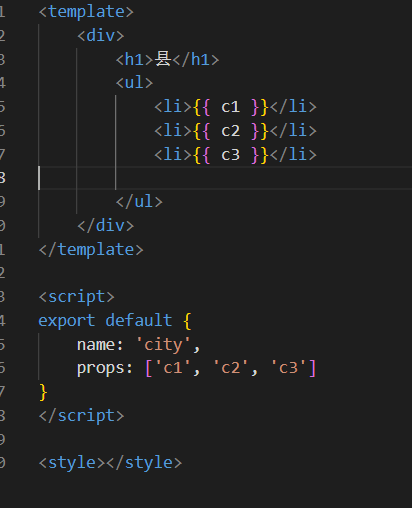 1 <template>
2     <div>
3         <h1>县</h1>
4         <ul>
5             <li>{{ c1 }}</li>
6             <li>{{ c2 }}</li>
7             <li>{{ c3 }}</li>
8
9         </ul>
0     </div>
1 </template>
2
3 <script>
4 export default {
5     name: 'city',
6     props: ['c1', 'c2', 'c3']
7 }
8 </script>
9
0 <style></style>